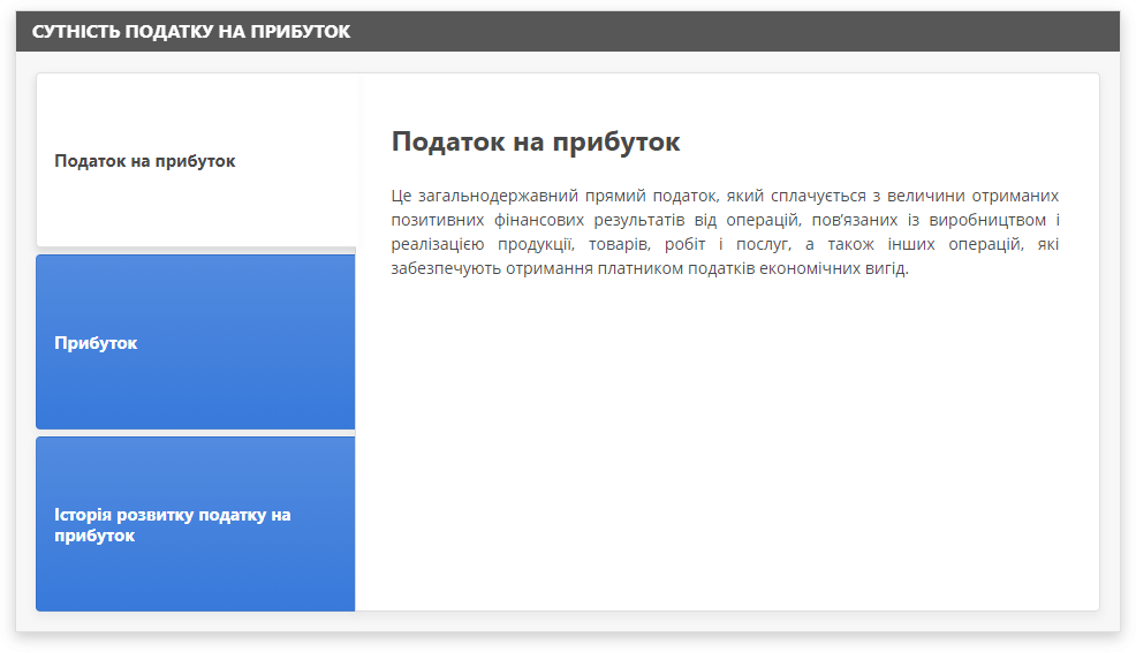 СУТНІСТЬ ПОДАТКУ НА ПРИБУТОК
Податок на прибуток
Прибуток
Історія розвитку податку на
прибуток
Податок на прибуток
Це загальнодержавний прямий податок, який сплачується з величини отриманих
позитивних фінансових результатів від операцій, пов’язаних із виробництвом і
реалізацією продукції, товарів, робіт і послуг, а також інших операцій, які
забезпечують отримання платником податків економічних вигід.